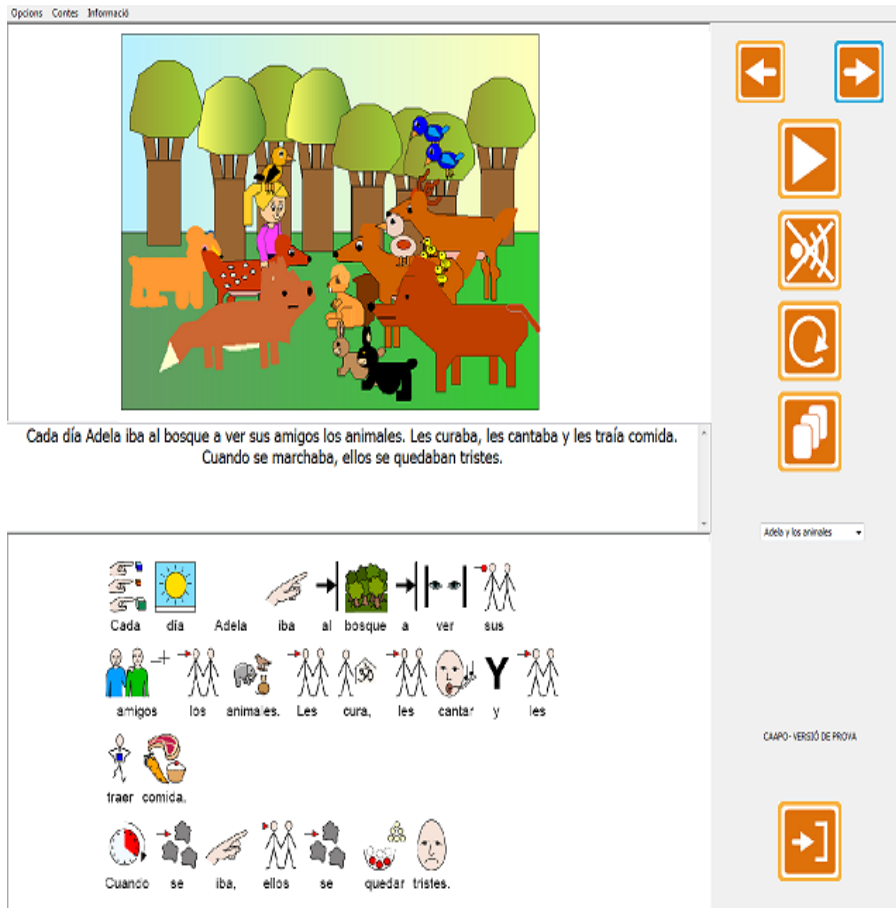 Opcions Contes Informació
Cada día Adela iba al bosque a ver sus amigos los animales. Les curaba, les cantaba y les traía comida.
Cuando se marchaba, ellos se quedaban tristes.
Adela y los animales
Cada día Adela iba al bosque a ver sus
Y
amigos los animales. Les cura, les cantar y les
traer comida.
Cuando se iba, ellos se quedar tristes.
CAAPO- VERSIÓ DE PROVA